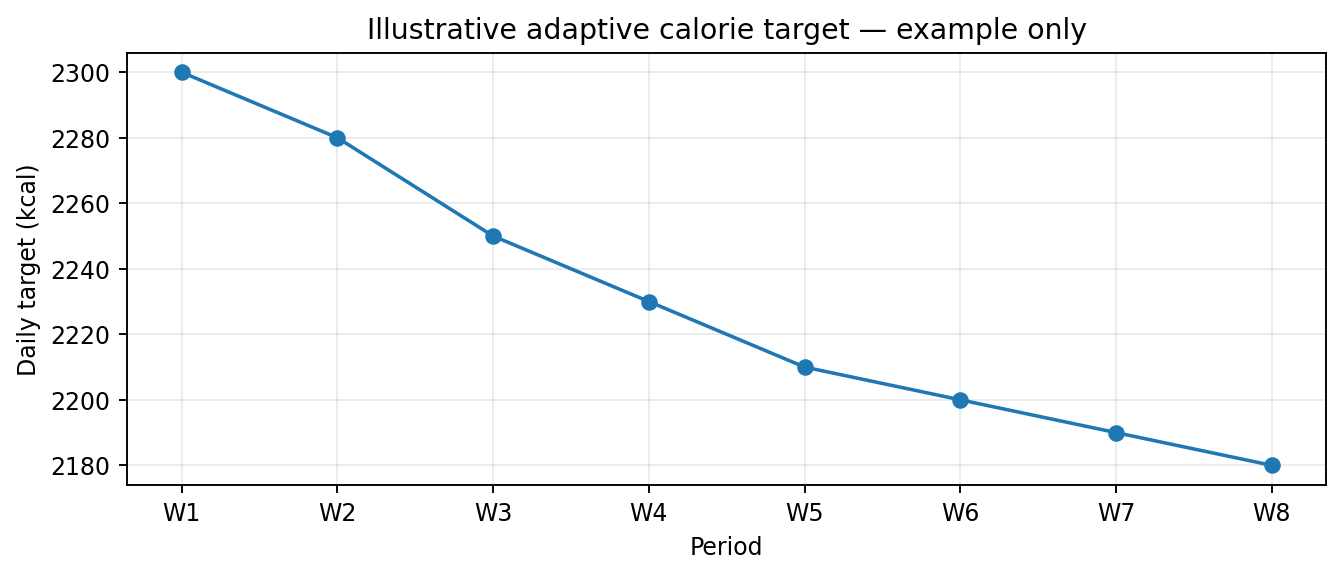 Illustrative adaptive calorie target — example only
Daily target (kcal)
2300
2280
2260
2240
2220
2200
2180
W1 W2 W3 W4 W5 W6 W7 W8
Period